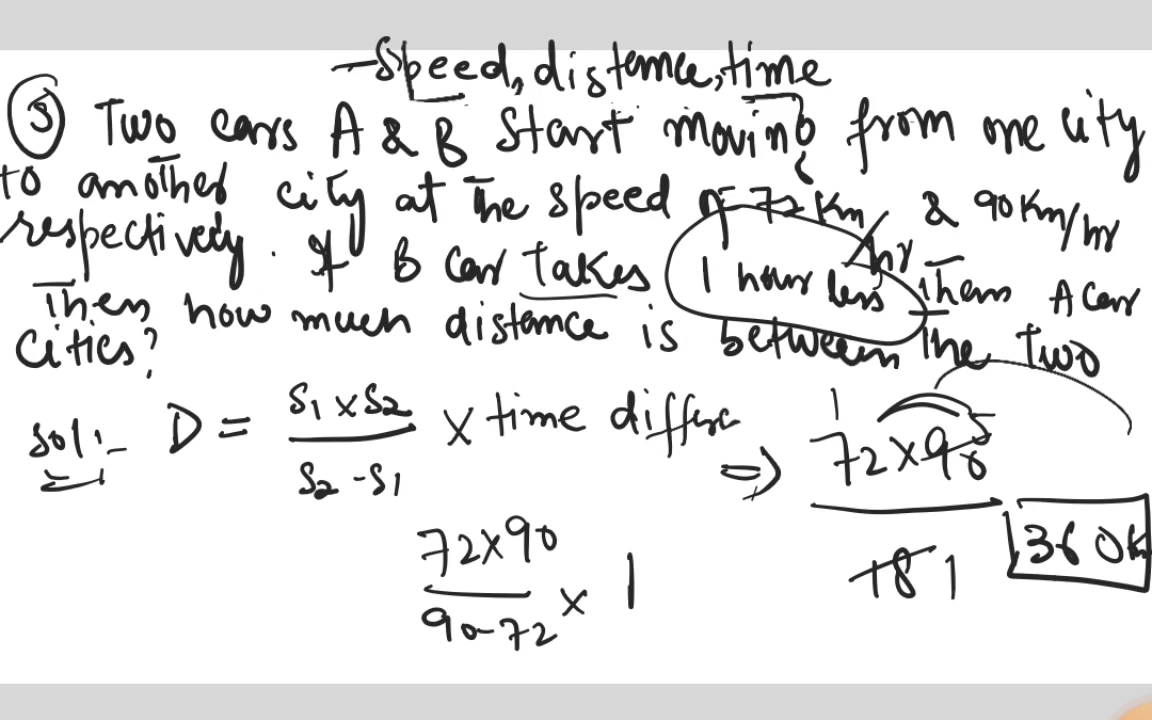 - Speed, distance, time
③ Two cars A & B start moving from one city
to another city at the speed of 72 Km/hr & 90 Km/hr
respectively. If B car takes 1 hour less than A car
Then how much distance is between the two
cities?
Sol:- D = S1 x S2 / S2 - S1 x time differ
72x90 / 90-72 x 1
=> 72x90 / 18 1
1 5
360 Km